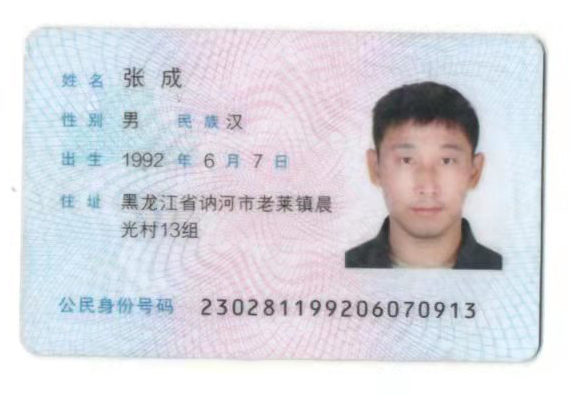 姓名 张成
性别 男 民族 汉
出生 1992 年 6 月 7 日
住址 黑龙江省讷河市老莱镇晨
光村13组
公民身份号码 230281199206070913